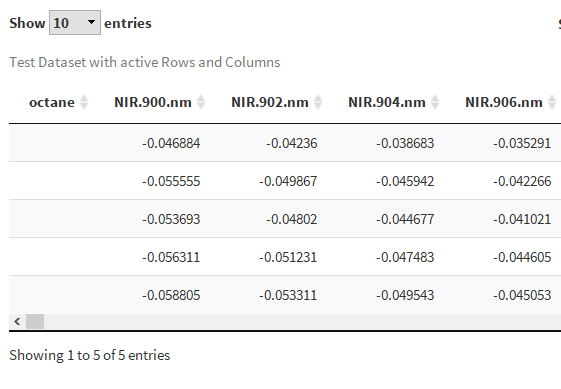 Show 10 entries
Test Dataset with active Rows and Columns
octane NIR.900.nm NIR.902.nm NIR.904.nm NIR.906.nm
-0.046884 -0.04236 -0.038683 -0.035291
-0.055555 -0.049867 -0.045942 -0.042266
-0.053693 -0.04802 -0.044677 -0.041021
-0.056311 -0.051231 -0.047483 -0.044605
-0.058805 -0.053311 -0.049543 -0.045053
Showing 1 to 5 of 5 entries